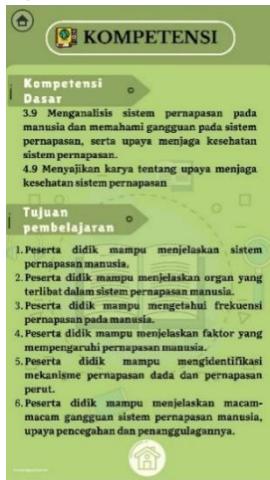 KOMPETENSI
Kompetensi
Dasar
3.9 Menganalisis sistem pernapasan pada
manusia dan memahami gangguan pada sistem
pernapasan, serta upaya menjaga kesehatan
sistem pernapasan.
4.9 Menyajikan karya tentang upaya menjaga
kesehatan sistem pernapasan
Tujuan
pembelajaran
1. Peserta didik mampu menjelaskan sistem
pernapasan manusia.
2. Peserta didik mampu menjelaskan organ yang
terlibat dalam sistem pernapasan manusia.
3. Peserta didik mampu mengetahui frekuensi
pernapasan pada manusia.
4. Peserta didik mampu menjelaskan faktor yang
mempengaruhi pernapasan manusia.
5. Peserta didik mampu mengidentifikasi
mekanisme pernapasan dada dan pernapasan
perut.
6. Peserta didik mampu menjelaskan macam-
macam gangguan sistem pernapasan manusia,
upaya pencegahan dan penanggulagannya.